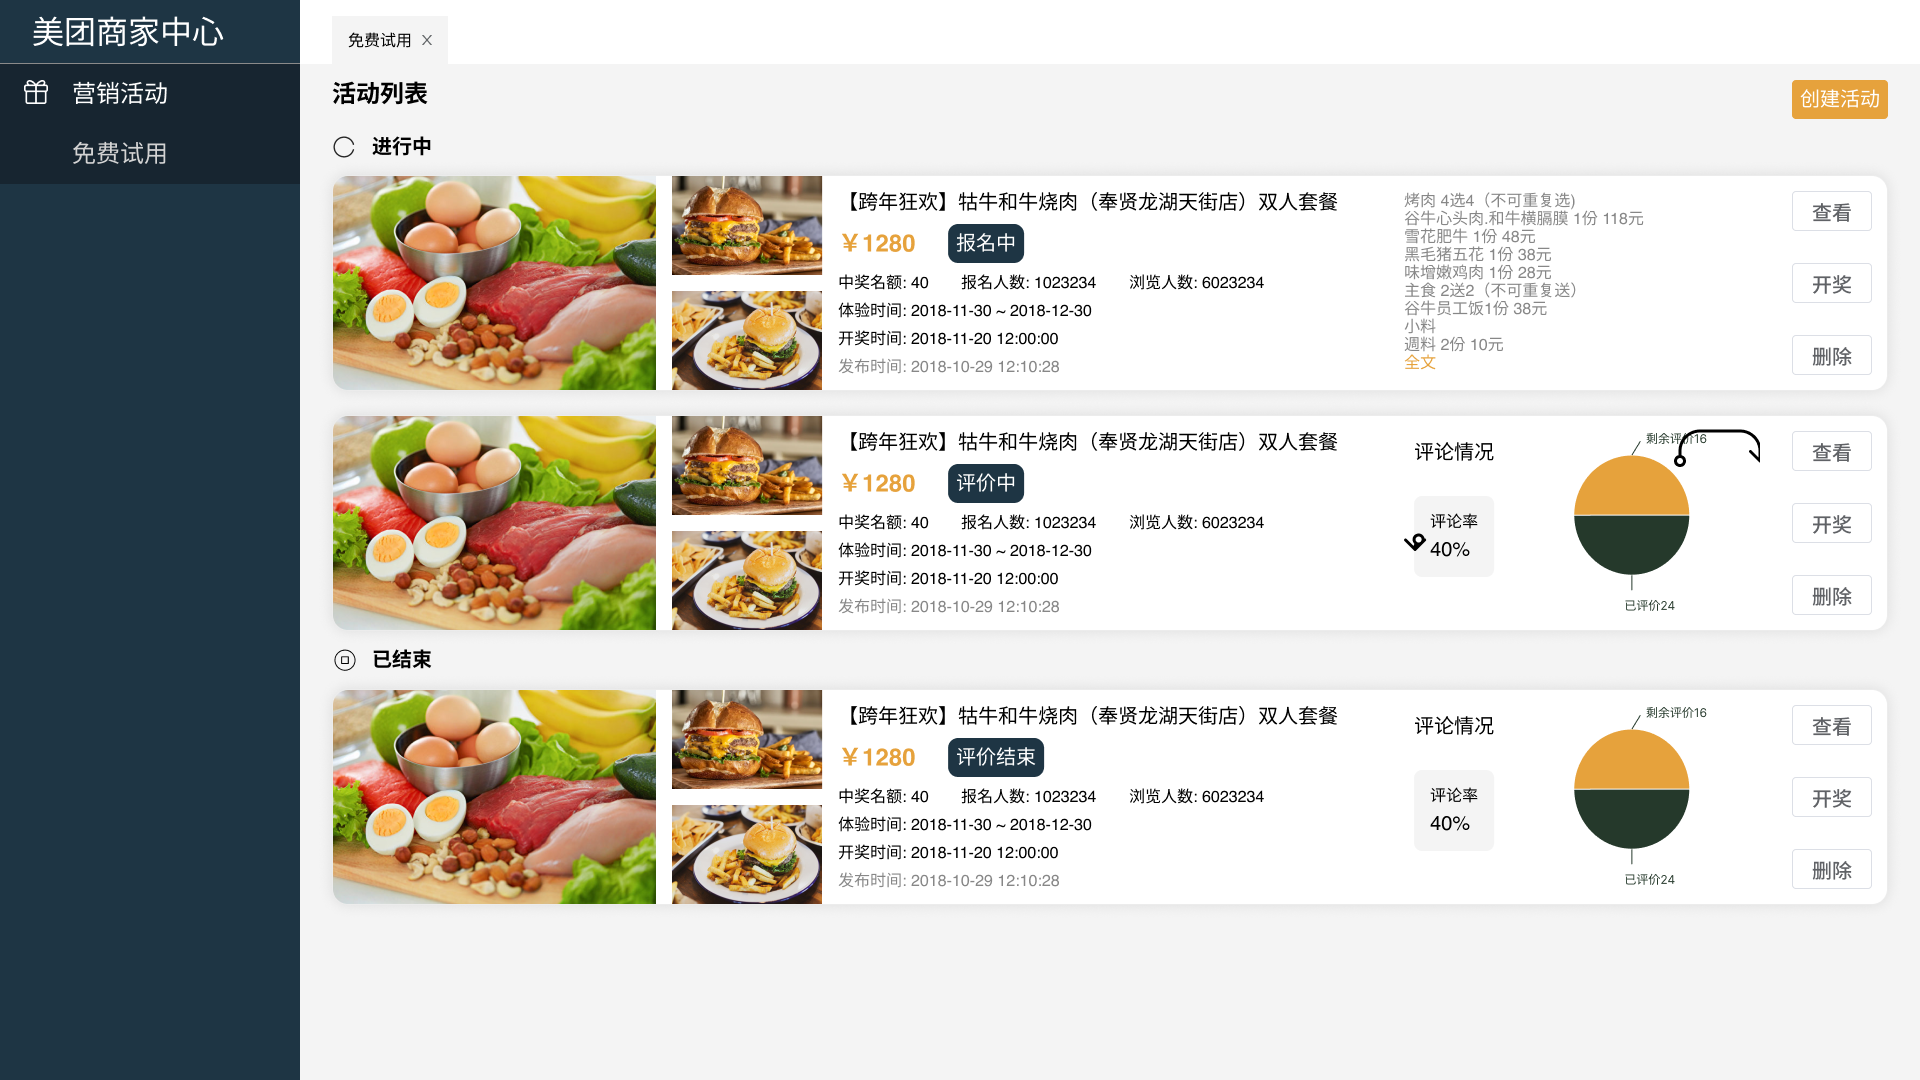 美团商家中心
营销活动
免费试用
免费试用 X
活动列表
创建活动
进行中
【跨年狂欢】牯牛和牛烧肉（奉贤龙湖天街店）双人套餐
￥1280 报名中
中奖名额: 40 报名人数: 1023234 浏览人数: 6023234
体验时间: 2018-11-30 ~ 2018-12-30
开奖时间: 2018-11-20 12:00:00
发布时间: 2018-10-29 12:10:28
烤肉 4选4（不可重复选)
谷牛心头肉.和牛横膈膜 1份 118元
雪花肥牛 1份 48元
黑毛猪五花 1份 38元
味增嫩鸡肉 1份 28元
主食 2送2（不可重复送）
谷牛员工饭1份 38元
小料
週料 2份 10元
全文
查看
开奖
删除
【跨年狂欢】牯牛和牛烧肉（奉贤龙湖天街店）双人套餐
￥1280 评价中
中奖名额: 40 报名人数: 1023234 浏览人数: 6023234
体验时间: 2018-11-30 ~ 2018-12-30
开奖时间: 2018-11-20 12:00:00
发布时间: 2018-10-29 12:10:28
评论情况
评论率
40%
剩余评价16
已评价24
查看
开奖
删除
已结束
【跨年狂欢】牯牛和牛烧肉（奉贤龙湖天街店）双人套餐
￥1280 评价结束
中奖名额: 40 报名人数: 1023234 浏览人数: 6023234
体验时间: 2018-11-30 ~ 2018-12-30
开奖时间: 2018-11-20 12:00:00
发布时间: 2018-10-29 12:10:28
评论情况
评论率
40%
剩余评价16
已评价24
查看
开奖
删除